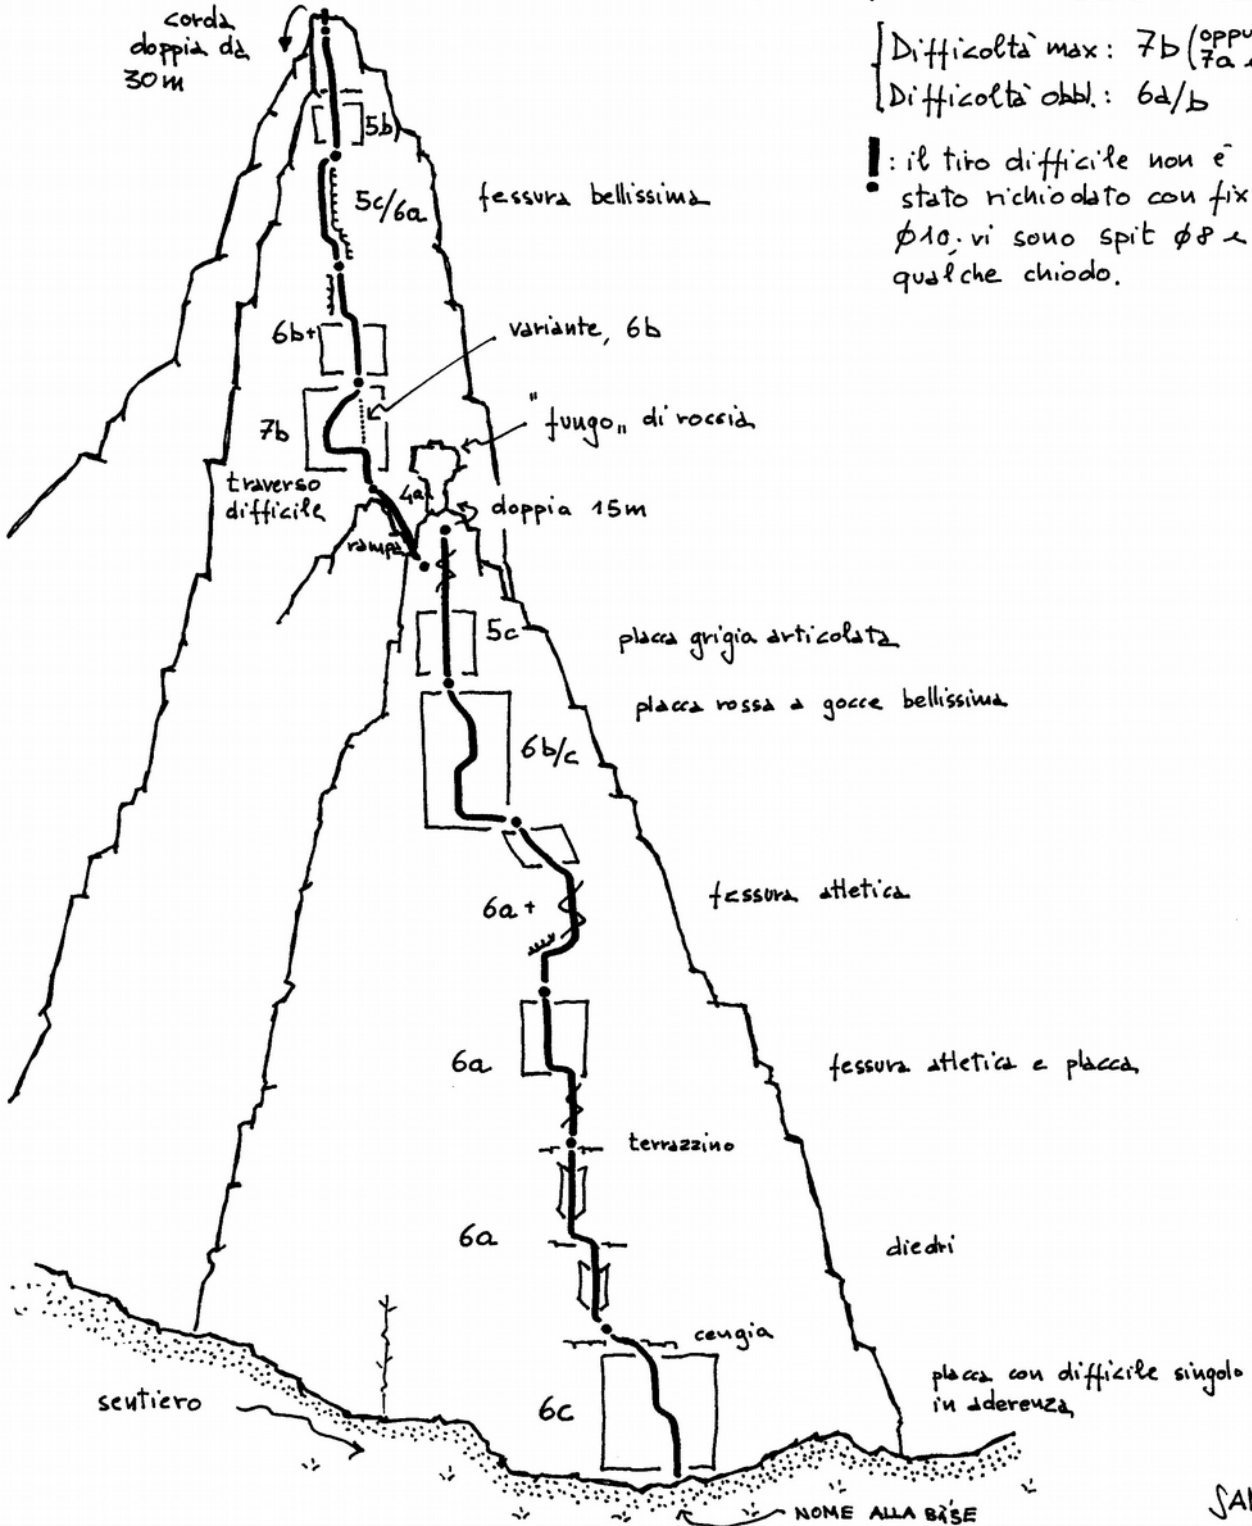 corda
doppia da
30m
Difficoltà max: 7b (oppu
7a e
Difficoltà obbl.: 6a/b
! : il tiro difficile non è
stato richiodato con fix
ø10. vi sono spit ø8 e
qualche chiodo.
5b
5c/6a
fessura bellissima
6b+
variante, 6b
7b
"fungo" di roccia
traverso
difficile
4a
doppia 15m
rampa
5c
placca grigia articolata
placca rossa a gocce bellissima
6b/c
6a+
fessura atletica
6a
fessura atletica e placca
terrazzino
6a
diedri
cengia
placca con difficile singolo
in aderenza
6c
sentiero
NOME ALLA BASE